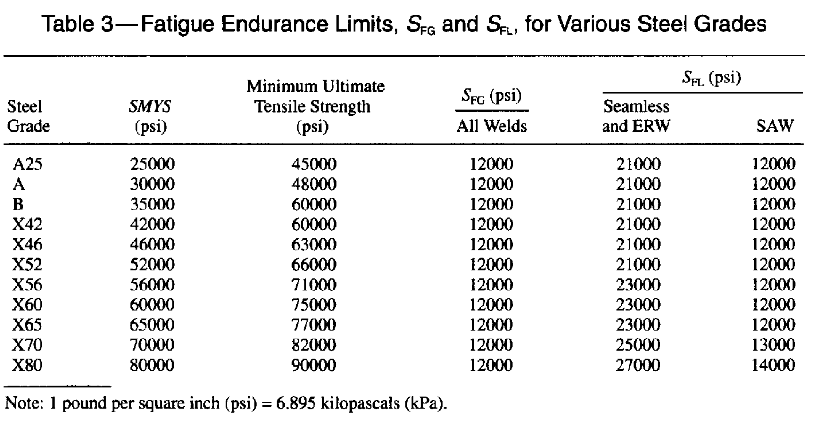 Table 3—Fatigue Endurance Limits, SFG and SFL, for Various Steel Grades
SFL (psi)
Minimum Ultimate
Steel SMYS Tensile Strength SFG (psi) Seamless
Grade (psi) (psi) All Welds and ERW SAW
A25 25000 45000 12000 21000 12000
A 30000 48000 12000 21000 12000
B 35000 60000 12000 21000 12000
X42 42000 60000 12000 21000 12000
X46 46000 63000 12000 21000 12000
X52 52000 66000 12000 21000 12000
X56 56000 71000 12000 23000 12000
X60 60000 75000 12000 23000 12000
X65 65000 77000 12000 23000 12000
X70 70000 82000 12000 25000 13000
X80 80000 90000 12000 27000 14000
Note: 1 pound per square inch (psi) = 6.895 kilopascals (kPa).